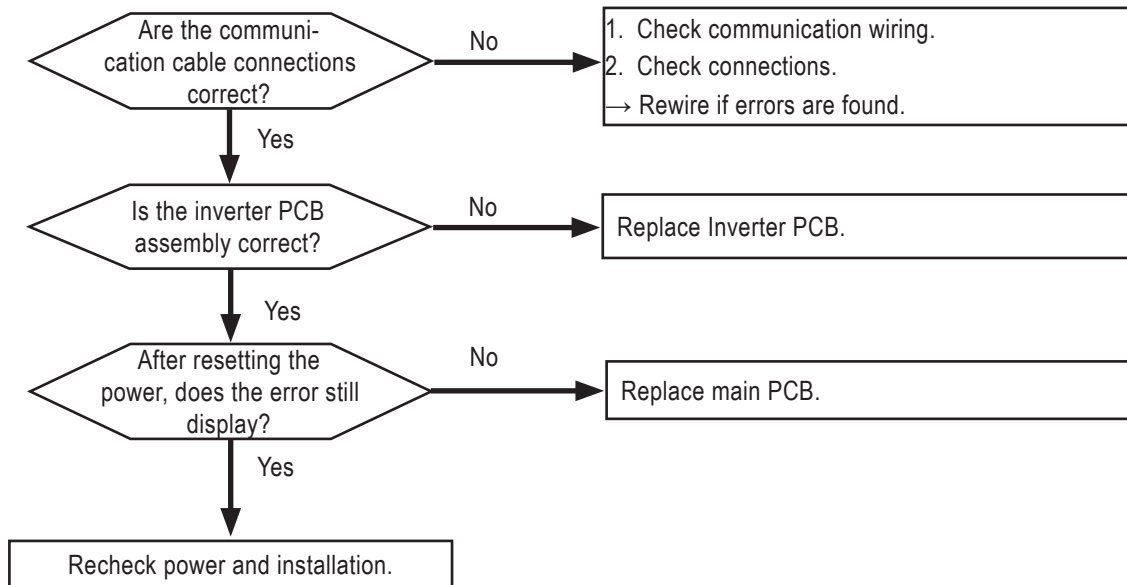 Are the communi-
cation cable connections
correct?
No
1. Check communication wiring.
2. Check connections.
→ Rewire if errors are found.
Yes
Is the inverter PCB
assembly correct?
No
Replace Inverter PCB.
Yes
After resetting the
power, does the error still
display?
No
Replace main PCB.
Yes
Recheck power and installation.